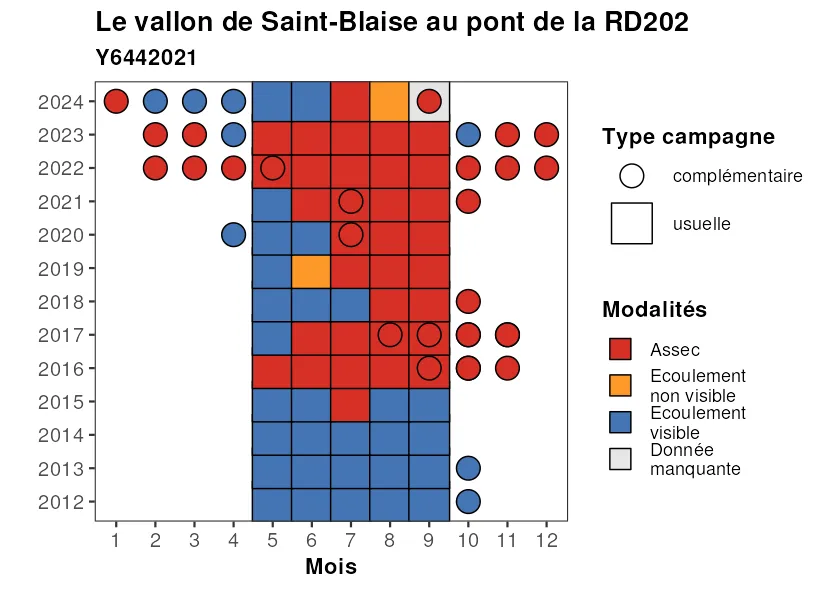 Le vallon de Saint-Blaise au pont de la RD202
Y6442021
2024
2023
2022
2021
2020
2019
2018
2017
2016
2015
2014
2013
2012
1 2 3 4 5 6 7 8 9 10 11 12
Mois
Type campagne
complémentaire
usuelle
Modalités
Assec
Ecoulement
non visible
Ecoulement
visible
Donnée
manquante